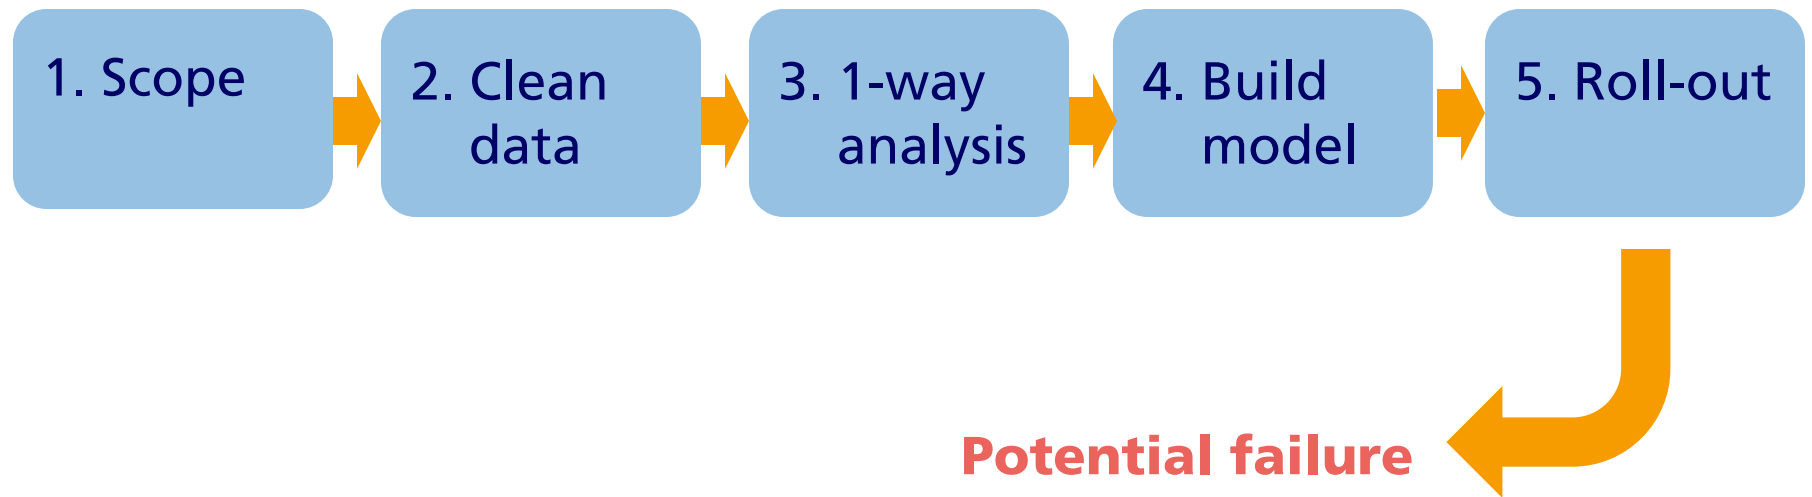 1. Scope
2. Clean
data
3. 1-way
analysis
4. Build
model
5. Roll-out
Potential failure